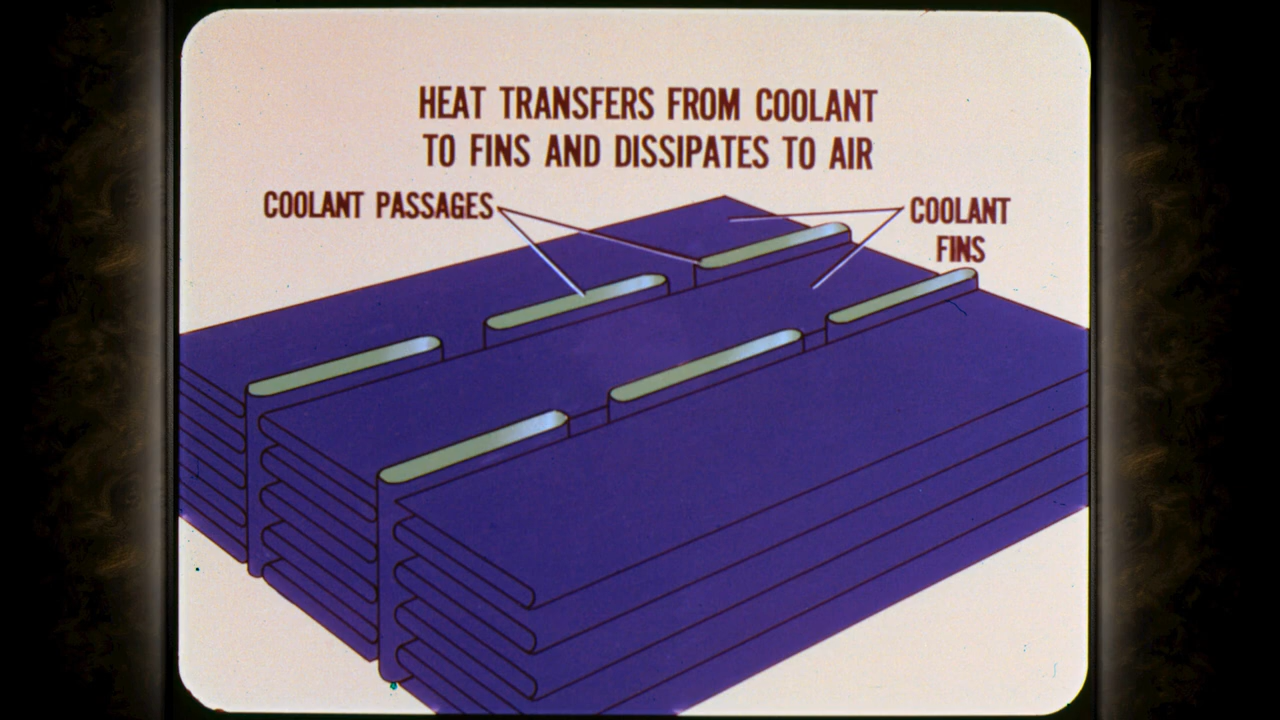 HEAT TRANSFERS FROM COOLANT
TO FINS AND DISSIPATES TO AIR
COOLANT PASSAGES
COOLANT
FINS